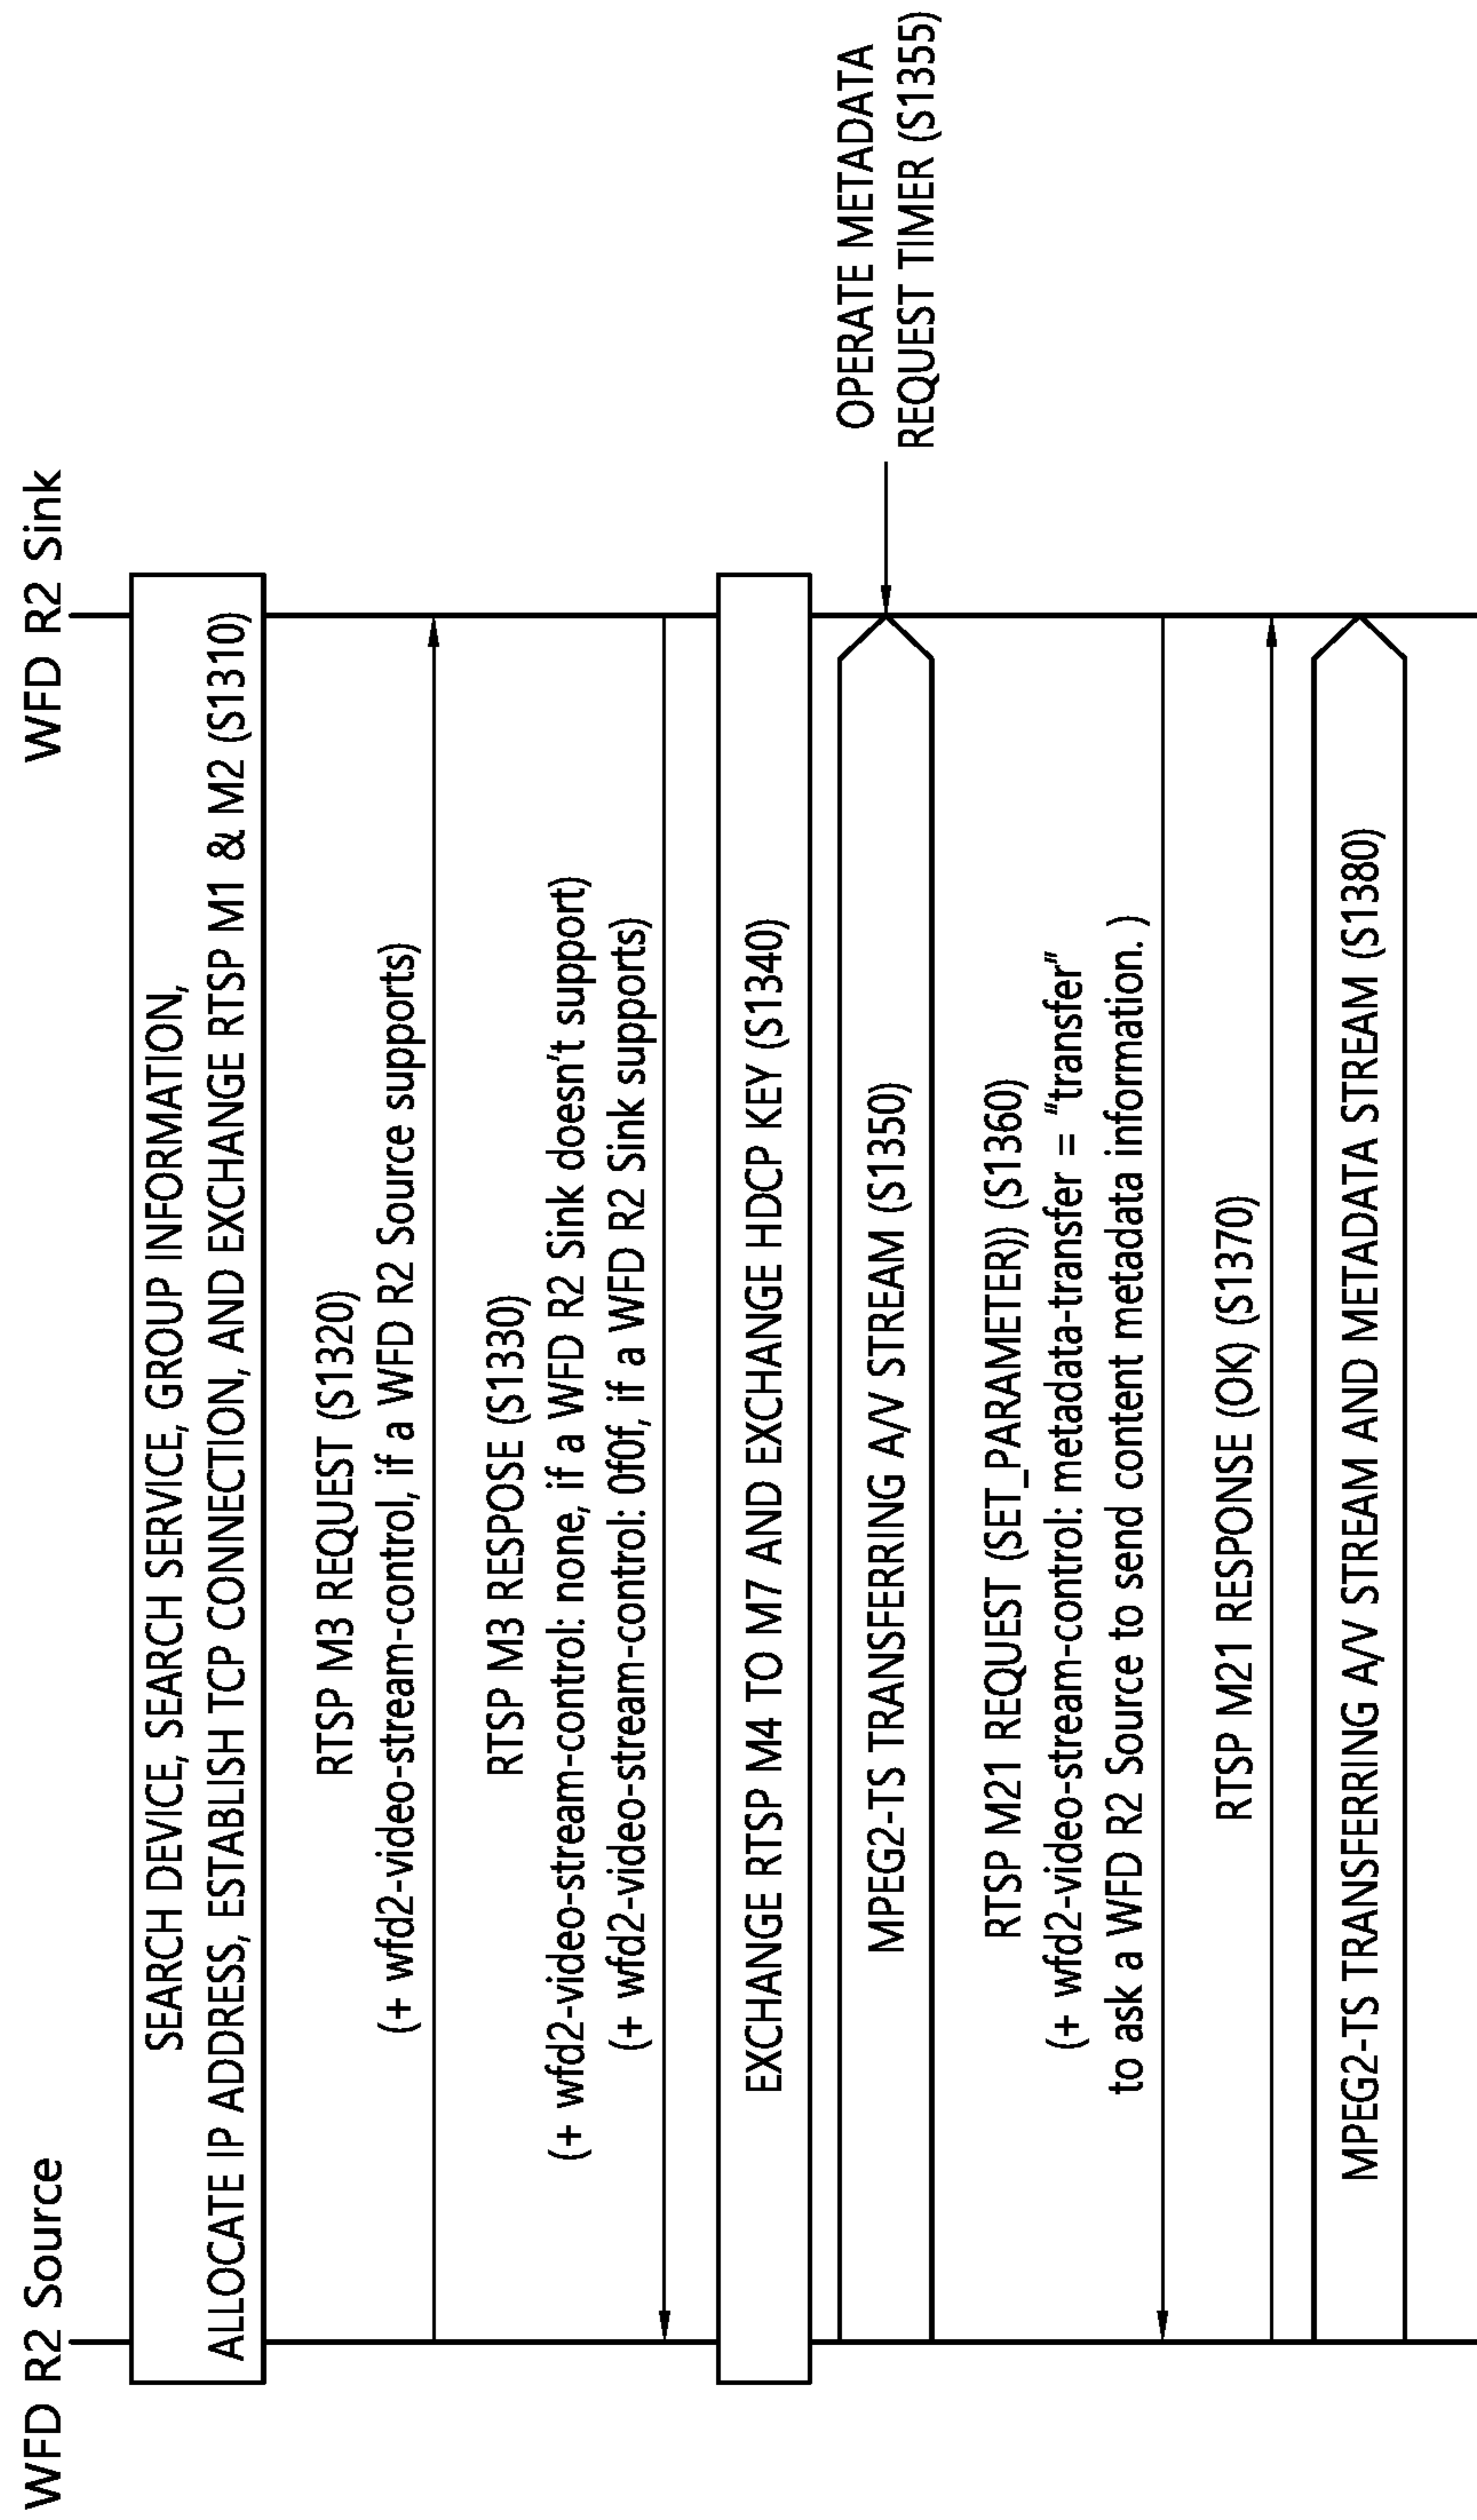 WFD R2 Source
WFD R2 Sink
SEARCH DEVICE, SEARCH SERVICE, GROUP INFORMATION,
ALLOCATE IP ADDRESS, ESTABLISH TCP CONNECTION, AND EXCHANGE RTSP M1 & M2 (S1310)
RTSP M3 REQUEST (S1320)
(+ wfd2-video-stream-control, if a WFD R2 Source supports)
RTSP M3 RESPOSE (S1330)
(+ wfd2-video-stream-control: none, if a WFD R2 Sink doesn't support)
(+ wfd2-video-stream-control: 0f0f, if a WFD R2 Sink supports)
EXCHANGE RTSP M4 TO M7 AND EXCHANGE HDCP KEY (S1340)
MPEG2-TS TRANSFERRING A/V STREAM (S1350)
OPERATE METADATA
REQUEST TIMER (S1355)
RTSP M21 REQUEST (SET_PARAMETER)) (S1360)
(+ wfd2-video-stream-control: metadata-transfer = "transfer"
to ask a WFD R2 Source to send content metadata information. )
RTSP M21 RESPONSE (OK) (S1370)
MPEG2-TS TRANSFERRING A/V STREAM AND METADATA STREAM (S1380)